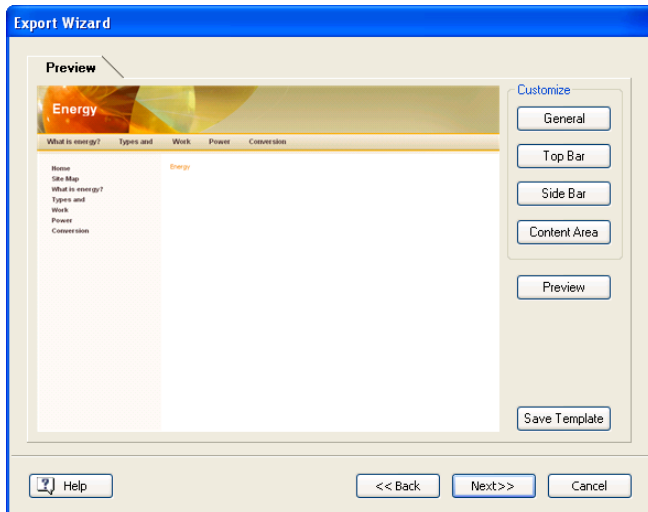 Export Wizard
Preview
Customize
Energy
General
What is energy? Types and Work Power Conversion
Top Bar
Home
Energy
Site Map
What is energy?
Types and
Work
Power
Conversion
Side Bar
Content Area
Preview
Save Template
Help
<< Back
Next>>
Cancel